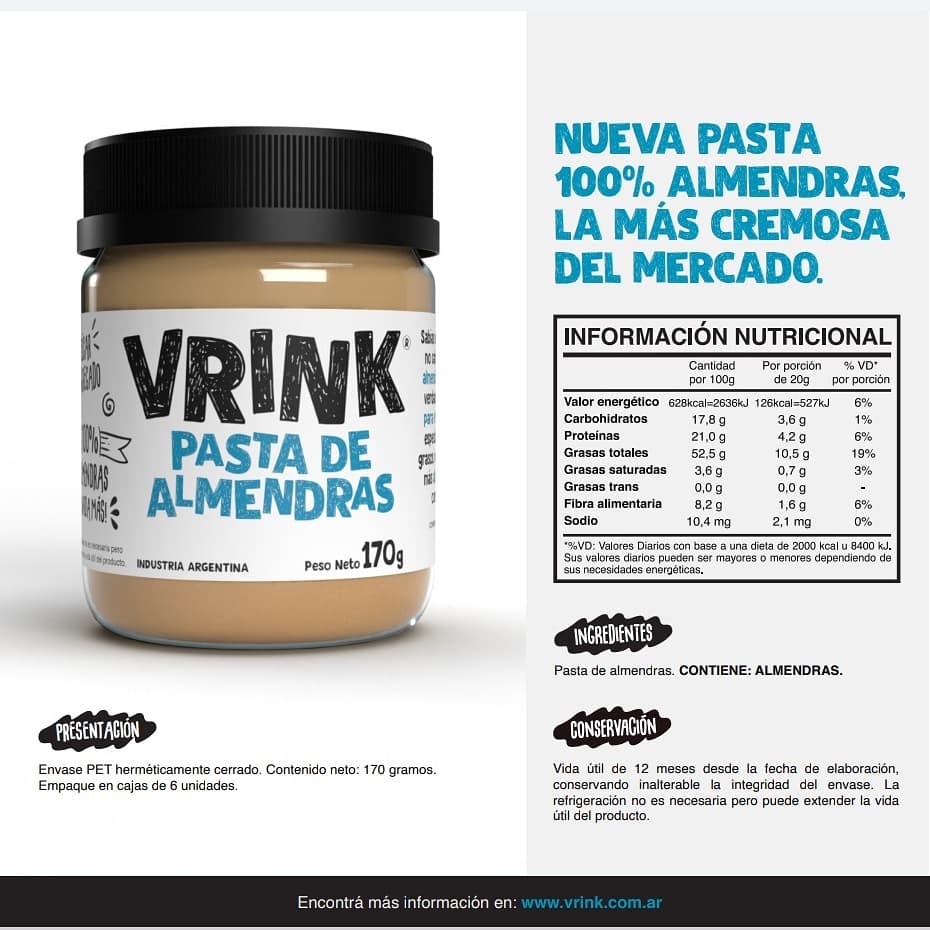 NUEVA PASTA
100% ALMENDRAS,
LA MÁS CREMOSA
DEL MERCADO.
VRINK®
PASTA DE
ALMENDRAS
INDUSTRIA ARGENTINA
Peso Neto 170g
100%
MÁS!
INFORMACIÓN NUTRICIONAL
Cantidad por 100g Por porción de 20g % VD* por porción
Valor energético 628kcal=2636kJ 126kcal=527kJ 6%
Carbohidratos 17,8 g 3,6 g 1%
Proteínas 21,0 g 4,2 g 6%
Grasas totales 52,5 g 10,5 g 19%
Grasas saturadas 3,6 g 0,7 g 3%
Grasas trans 0,0 g 0,0 g -
Fibra alimentaria 8,2 g 1,6 g 6%
Sodio 10,4 mg 2,1 mg 0%
*%VD: Valores Diarios con base a una dieta de 2000 kcal u 8400 kJ.
Sus valores diarios pueden ser mayores o menores dependiendo de
sus necesidades energéticas.
INGREDIENTES
Pasta de almendras. CONTIENE: ALMENDRAS.
PRESENTACIÓN
Envase PET herméticamente cerrado. Contenido neto: 170 gramos.
Empaque en cajas de 6 unidades.
CONSERVACIÓN
Vida útil de 12 meses desde la fecha de elaboración,
conservando inalterable la integridad del envase. La
refrigeración no es necesaria pero puede extender la vida
útil del producto.
Encontrá más información en: www.vrink.com.ar